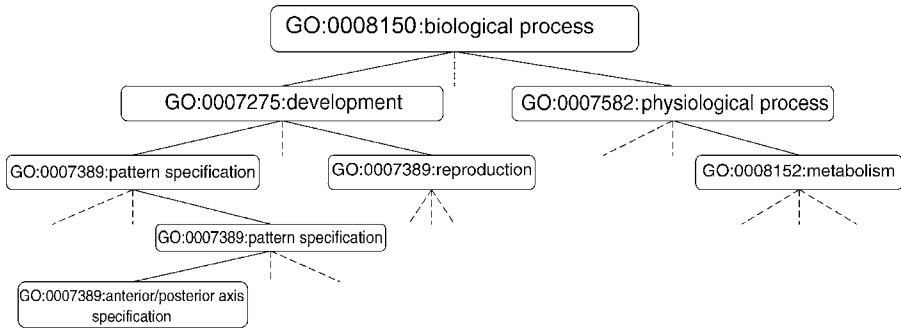 GO:0008150:biological process
GO:0007275:development
GO:0007582:physiological process
GO:0007389:pattern specification
GO:0007389:reproduction
GO:0008152:metabolism
GO:0007389:pattern specification
GO:0007389:anterior/posterior axis
specification